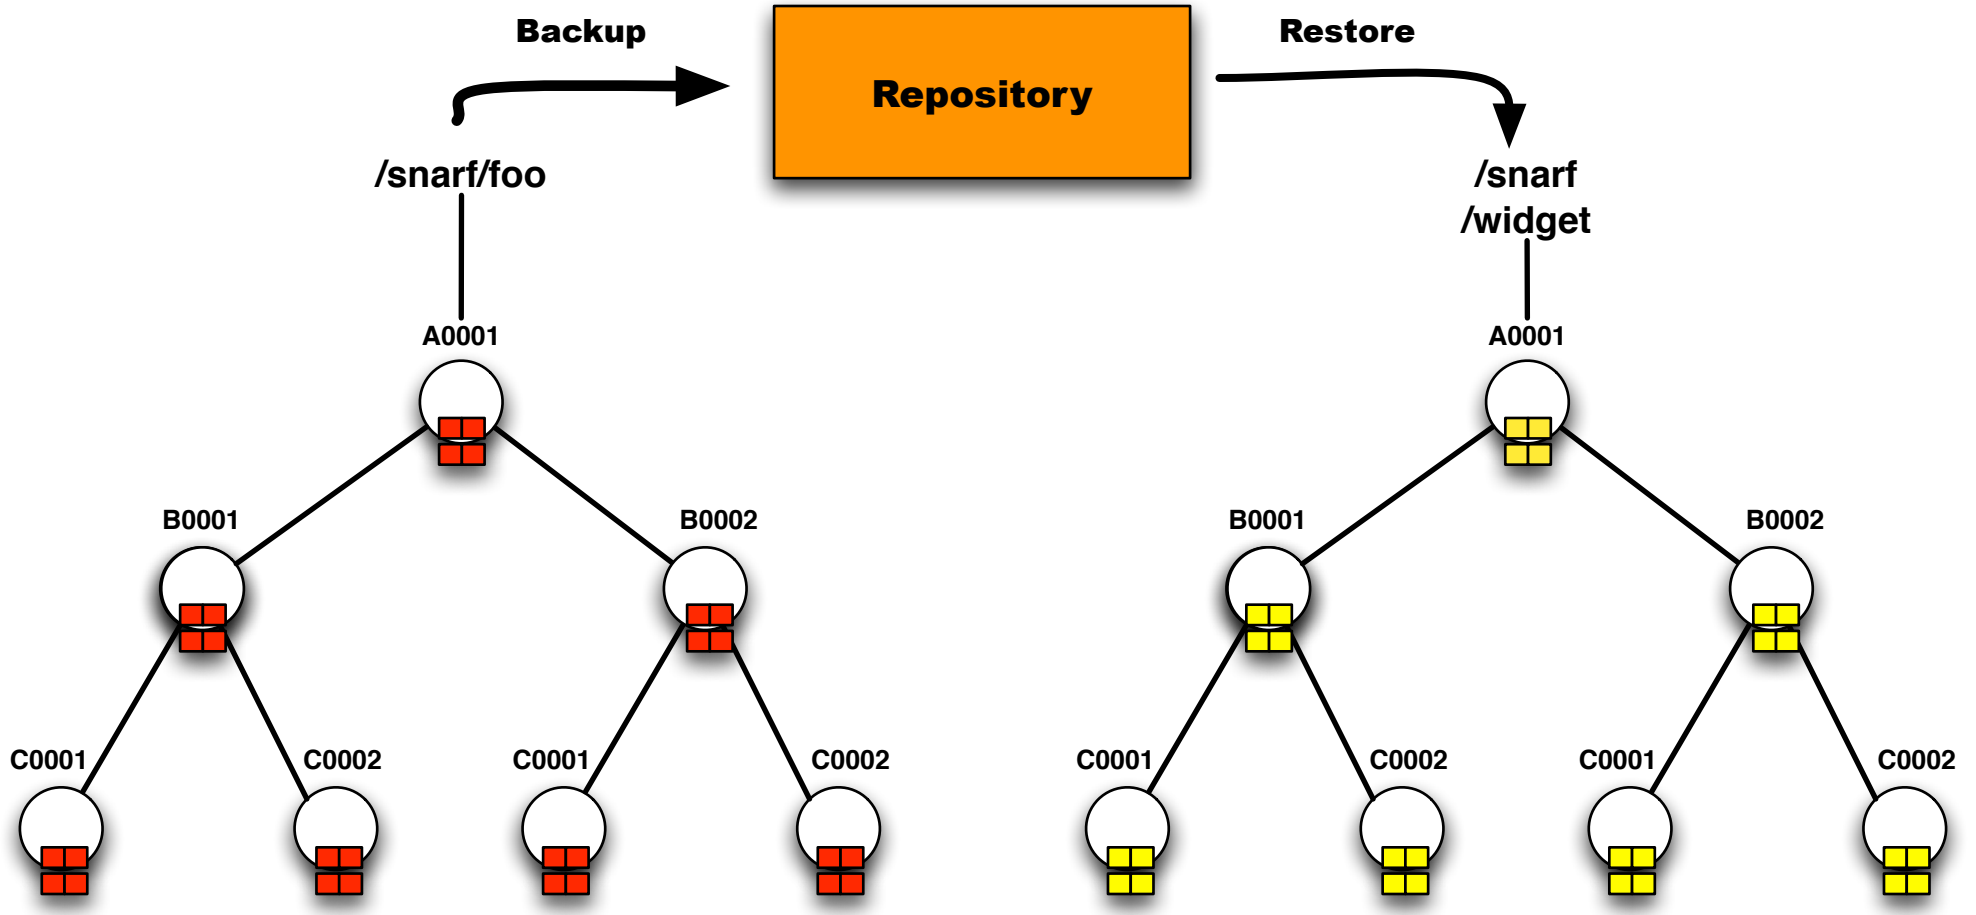 Backup
Repository
Restore
/snarf/foo
/snarf
/widget
A0001
A0001
B0001
B0002
B0001
B0002
C0001
C0002
C0001
C0002
C0001
C0002
C0001
C0002